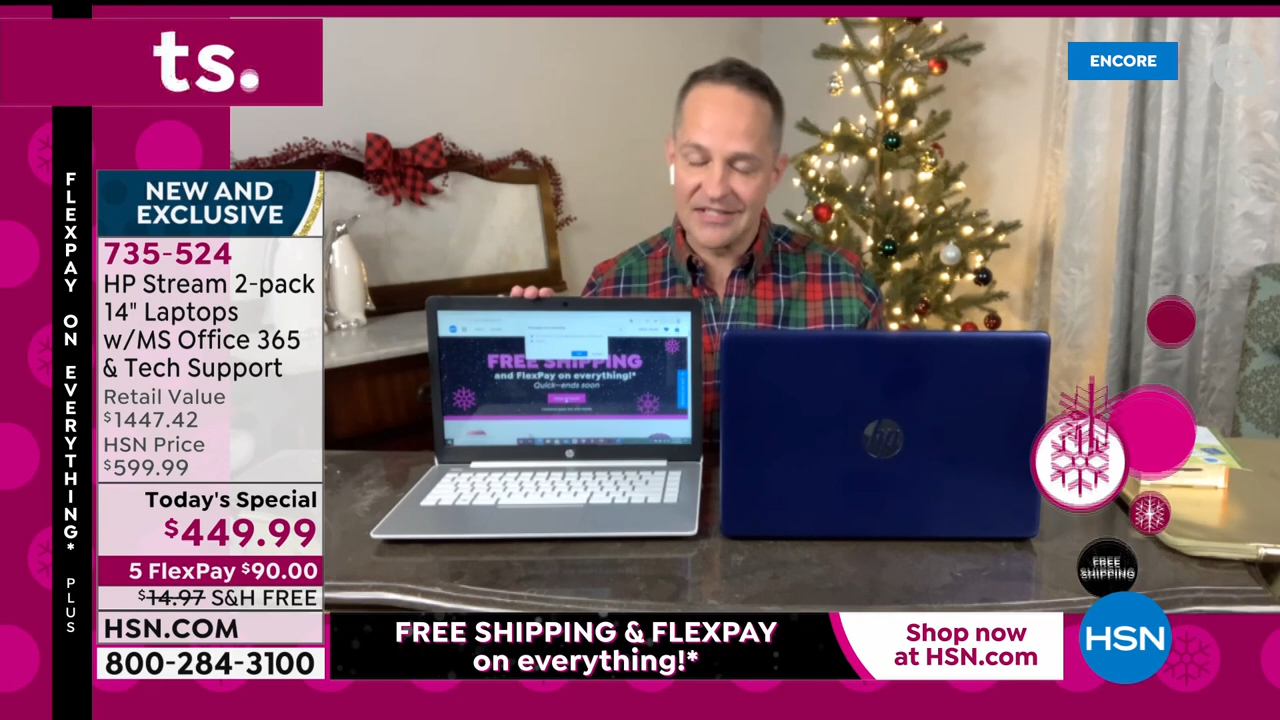 ts.
ENCORE
FLEXPAY ON EVERYTHING* PLUS
NEW AND
EXCLUSIVE
735-524
HP Stream 2-pack
14" Laptops
w/MS Office 365
& Tech Support
Retail Value
$1447.42
HSN Price
$599.99
Today's Special
$449.99
5 FlexPay $90.00
$14.97 S&H FREE
HSN.COM
800-284-3100
FREE SHIPPING
and FlexPay on everything!*
Quick-ends soon
hp
hp
FREE
SHIPPING
FREE SHIPPING & FLEXPAY
on everything!*
Shop now
at HSN.com
HSN